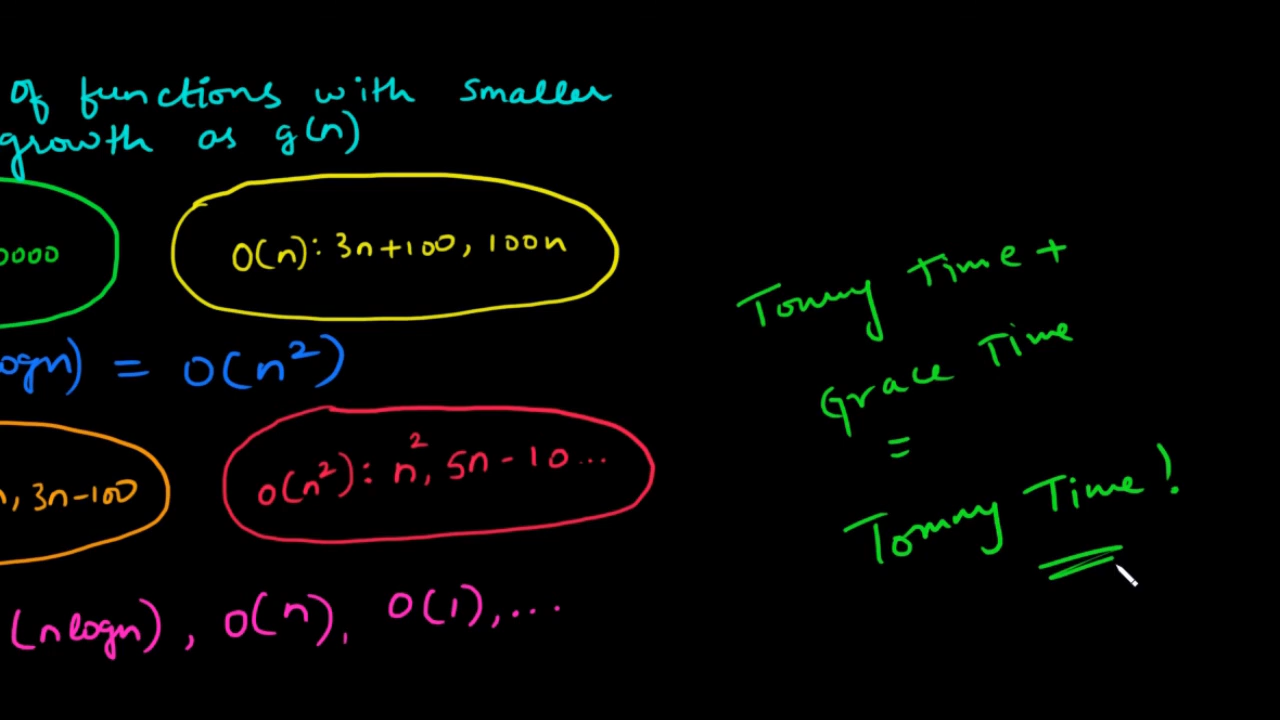 of functions with smaller
growth as g(n)
0000
O(n): 3n+100, 100n
ogn) = O(n²)
, 3n-100
O(n²): n², 5n-10...
(nlogn), O(n), O(1),...
Tommy Time +
Grace Time
=
Tommy Time!